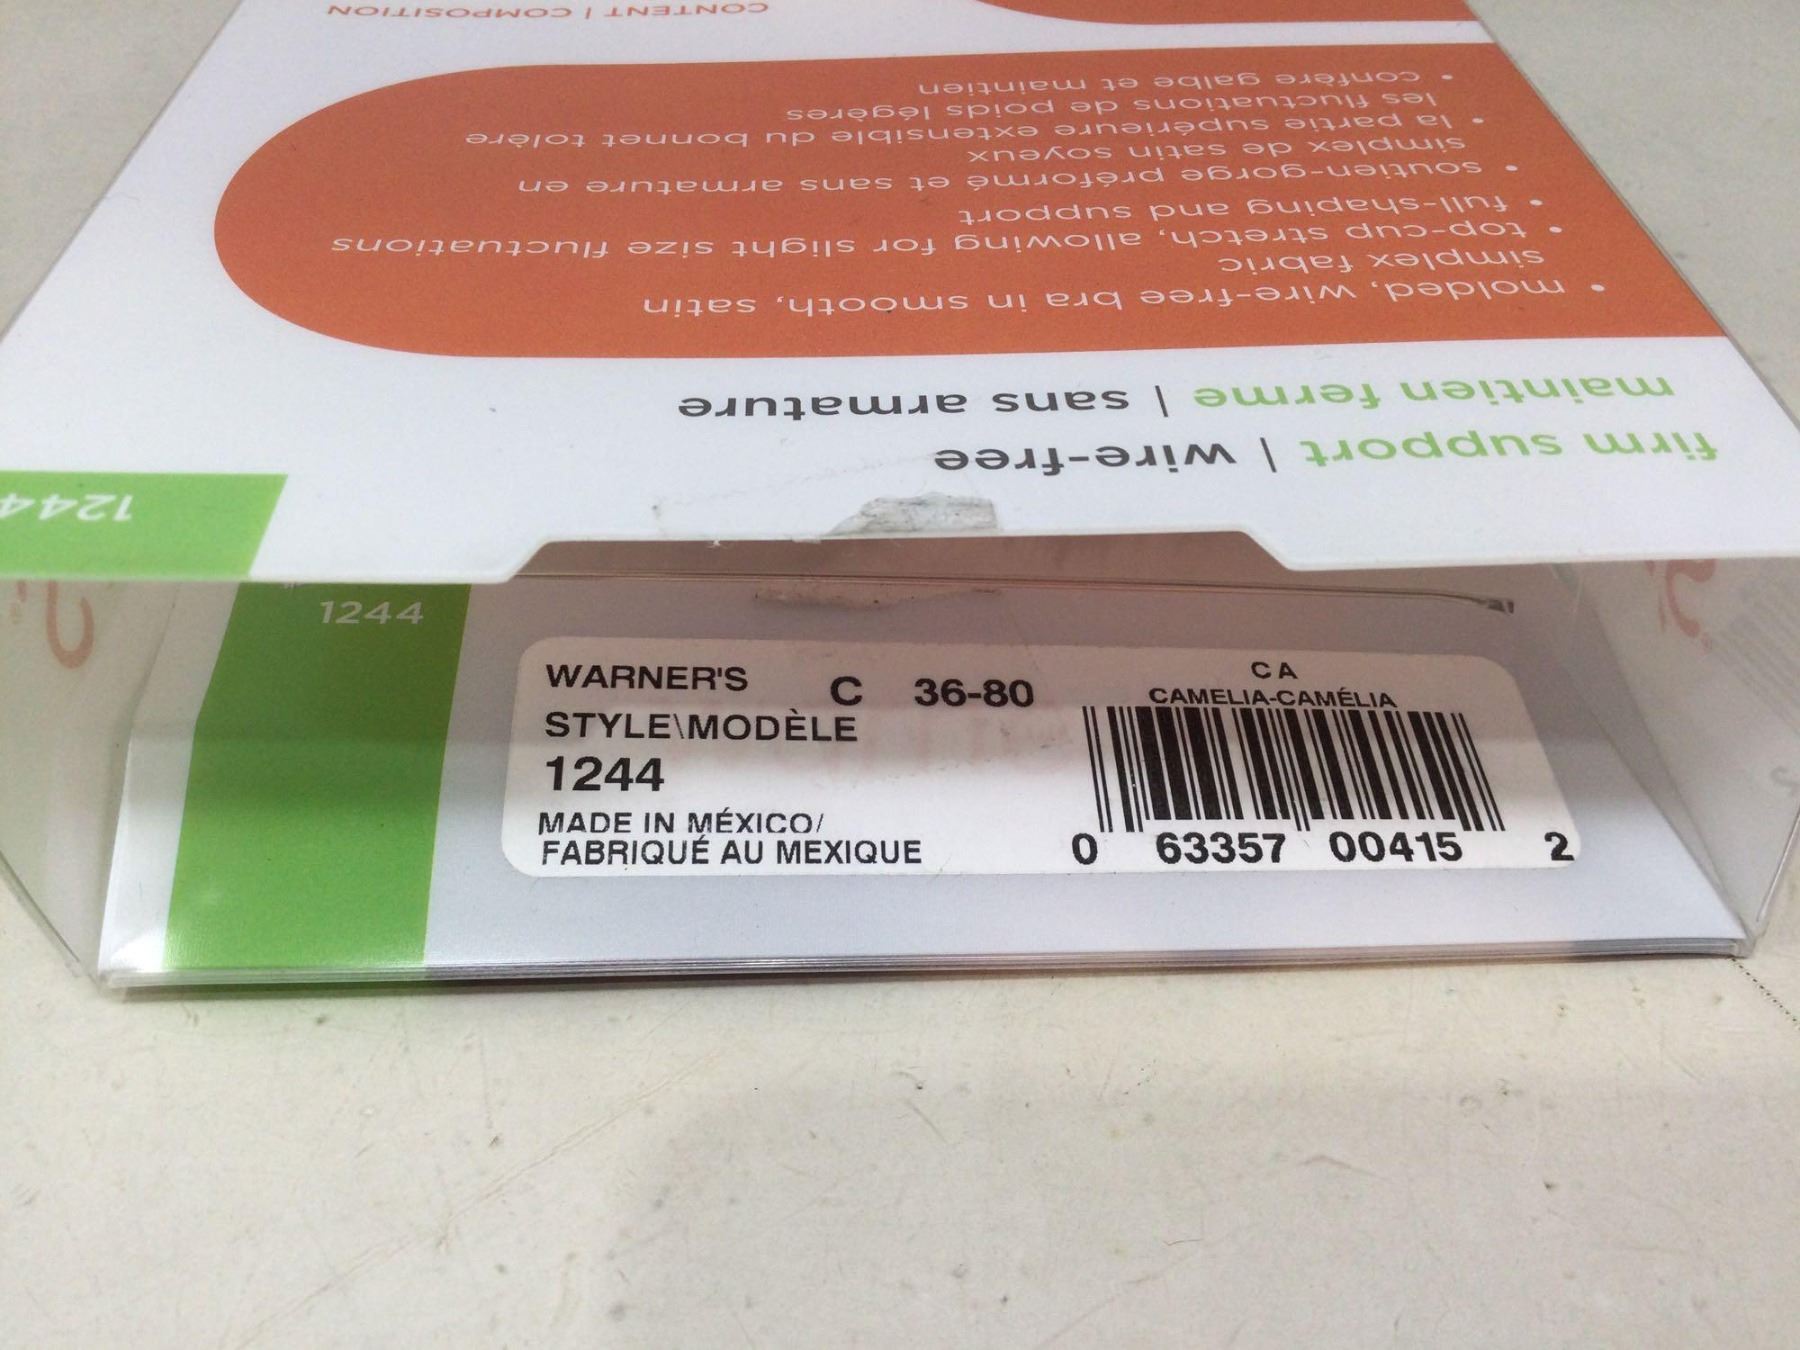 firm support | wire-free
maintien ferme | sans armature
• molded, wire-free bra in smooth, satin
simplex fabric
• top-cup stretch, allowing for slight size fluctuations
• full-shaping and support
• soutien-gorge préformé et sans armature en
simplex de satin soyeux
• la partie supérieure extensible du bonnet tolère
les fluctuations de poids légères
• confère galbe et maintien
CONTENT | COMPOSITION
1244
1244
WARNER'S C 36-80
STYLE\MODÈLE
1244
MADE IN MÉXICO/
FABRIQUÉ AU MEXIQUE
CA
CAMELIA-CAMÉLIA
0 63357 00415 2